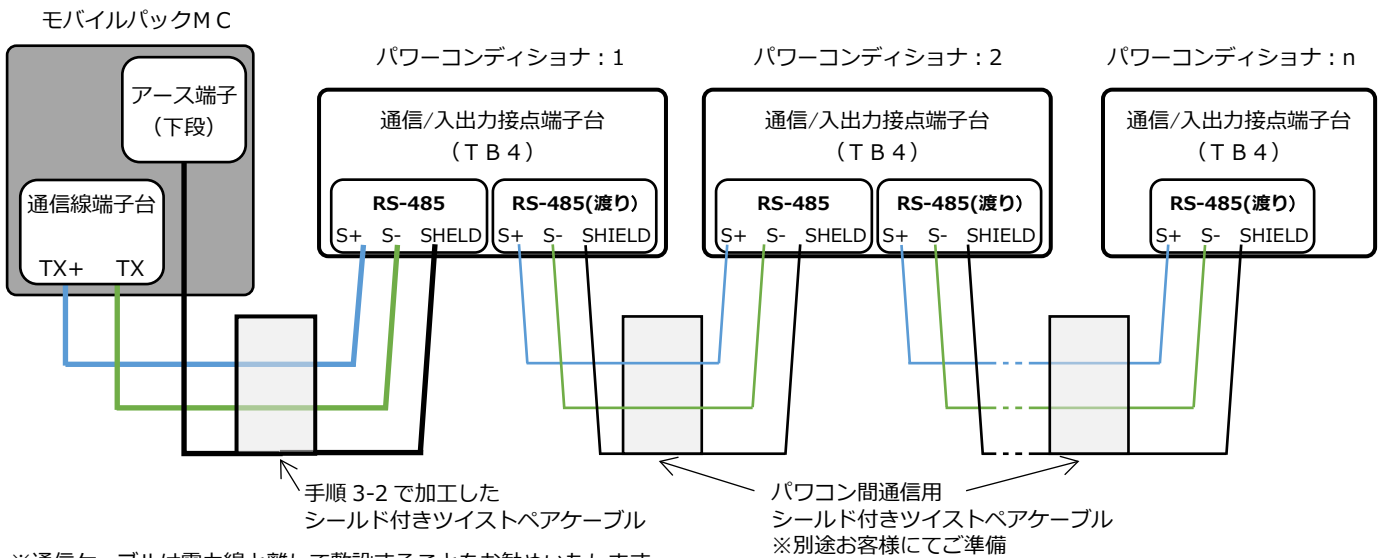 モバイルパックＭＣ
アース端子
（下段）
通信線端子台
TX+ TX
パワーコンディショナ：1
通信/入出力接点端子台
（ＴＢ４）
RS-485
S+ S- SHELD
RS-485(渡り）
S+ S- SHIELD
パワーコンディショナ：2
通信/入出力接点端子台
（ＴＢ４）
RS-485
S+ S- SHELD
RS-485(渡り）
S+ S- SHIELD
パワーコンディショナ：n
通信/入出力接点端子台
（ＴＢ４）
RS-485(渡り）
S+ S- SHIELD
手順 3-2 で加工した
シールド付きツイストペアケーブル
パワコン間通信用
シールド付きツイストペアケーブル
※別途お客様にてご準備